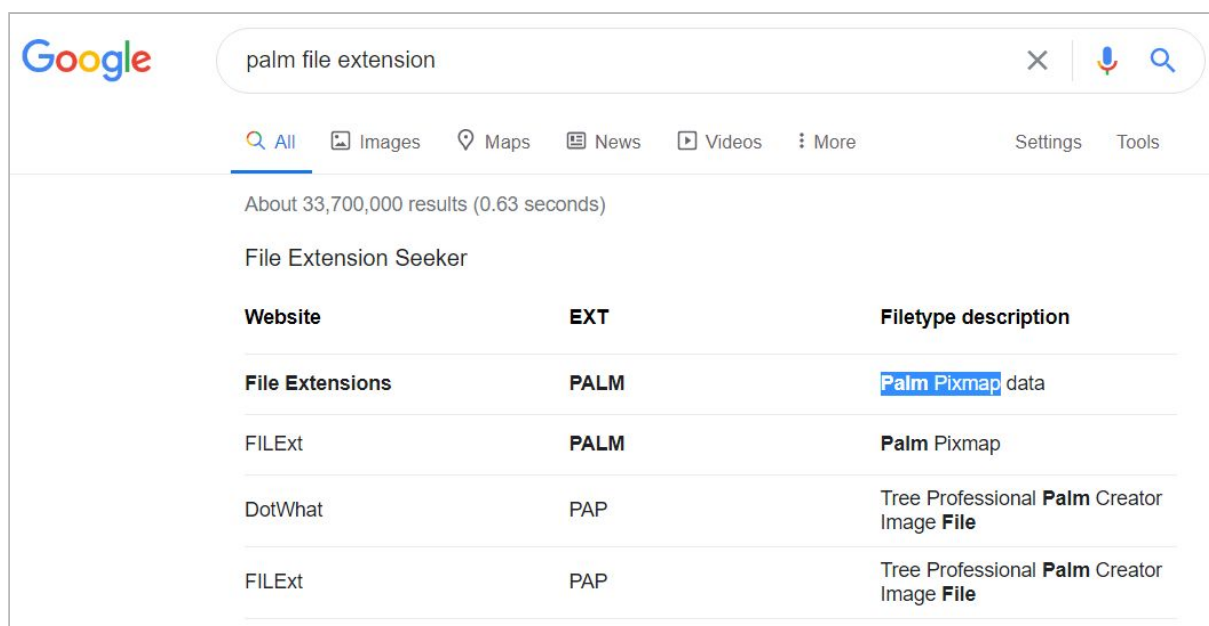 Google palm file extension
All Images Maps News Videos More Settings Tools
About 33,700,000 results (0.63 seconds)
File Extension Seeker
Website EXT Filetype description
File Extensions PALM Palm Pixmap data
FILExt PALM Palm Pixmap
DotWhat PAP Tree Professional Palm Creator
Image File
FILExt PAP Tree Professional Palm Creator
Image File